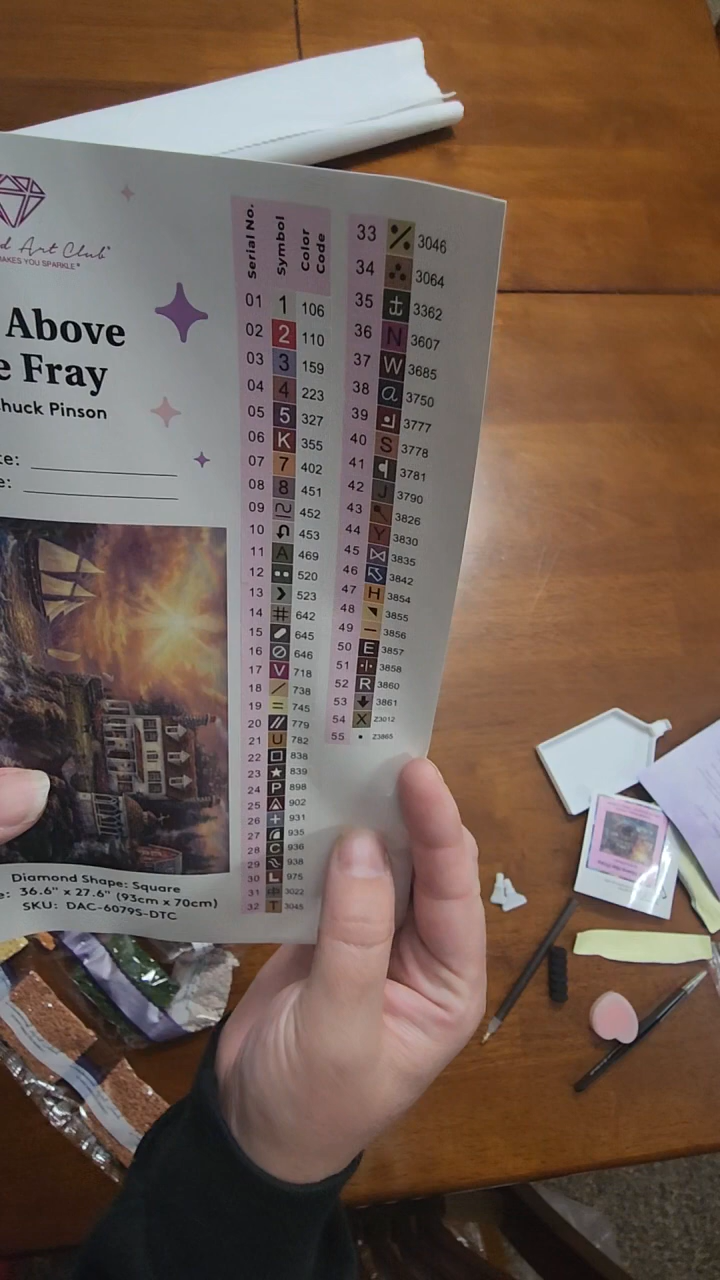 d Art Club®
MAKES YOU SPARKLE®
Above
e Fray
huck Pinson
te:
e:
Diamond Shape: Square
e: 36.6" x 27.6" (93cm x 70cm)
SKU: DAC-6079S-DTC
Serial No. Symbol Color Code
01 1 106
02 2 110
03 3 159
04 4 223
05 5 327
06 K 355
07 7 402
08 8 451
09 452
10 453
11 A 469
12 520
13 523
14 # 642
15 645
16 646
17 V 718
18 / 738
19 = 745
20 // 779
21 U 782
22 838
23 ★ 839
24 P 898
25 902
26 + 931
27 935
28 C 936
29 938
30 L 975
31 3022
32 T 3045
33 % 3046
34 3064
35 ⚓ 3362
36 N 3607
37 W 3685
38 a 3750
39 3777
40 S 3778
41 3781
42 J 3790
43 3826
44 Y 3830
45 3835
46 3842
47 H 3854
48 3855
49 – 3856
50 E 3857
51 3858
52 R 3860
53 3861
54 X Z3012
55 • Z3865